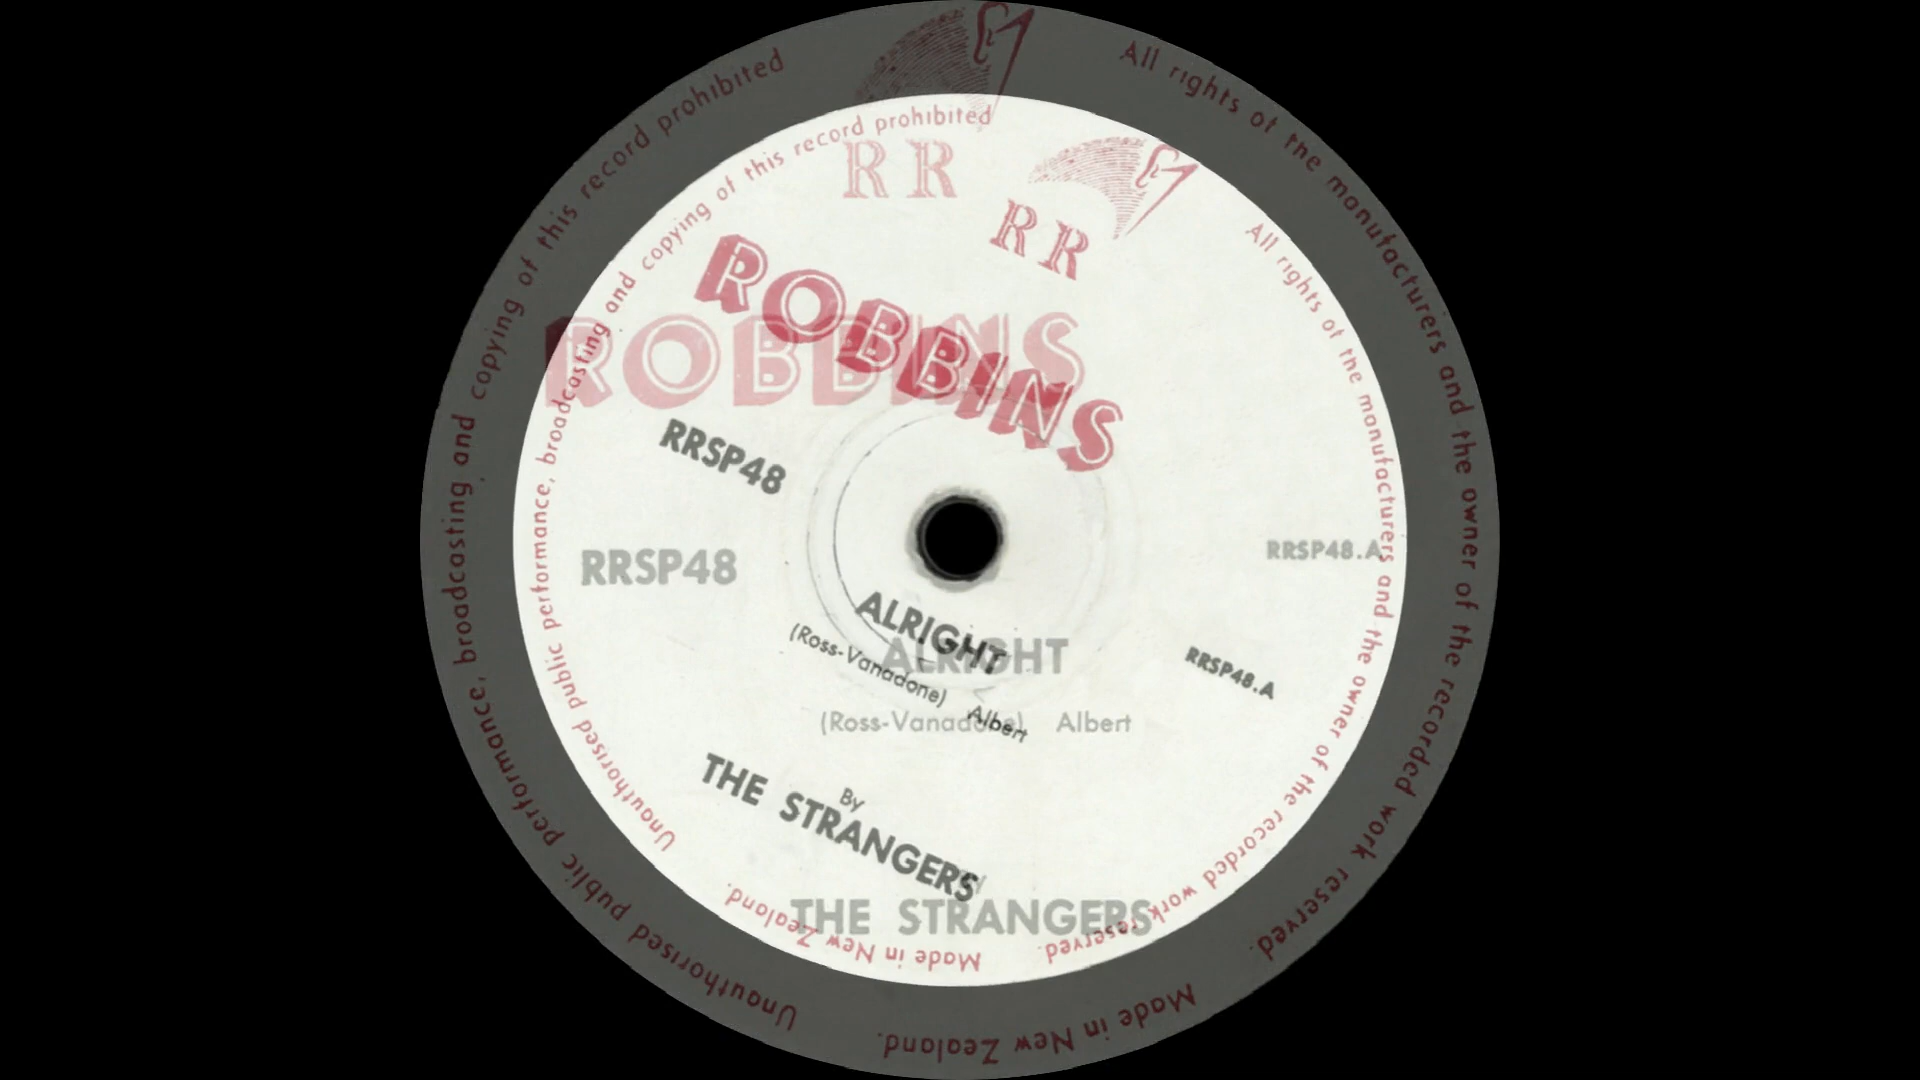 Unauthorised public performance, broadcasting and copying of this record prohibited
All rights of the manufacturers and the owner of the recorded work reserved.
Made in New Zealand.
RR
ROBBINS
RRSP48
RRSP48.A
ALRIGHT
(Ross-Vanadone) Albert
THE STRANGERS
Unauthorised public performance, broadcasting and copying of this record prohibited
All rights of the manufacturers and the owner of the recorded work reserved.
Made in New Zealand.
RR
ROBBINS
RRSP48
RRSP48.A
ALRIGHT
(Ross-Vanadone) Albert
By
THE STRANGERS